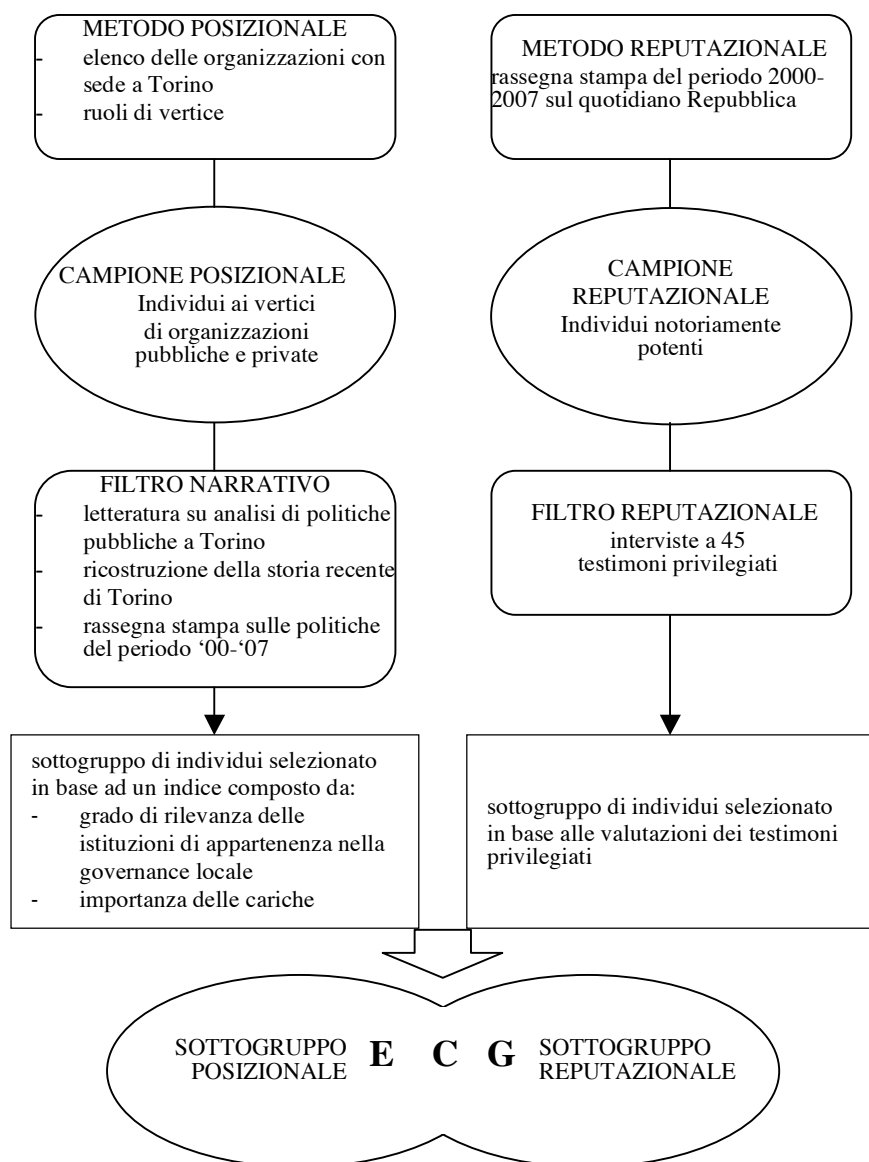 METODO POSIZIONALE
- elenco delle organizzazioni con
sede a Torino
- ruoli di vertice
METODO REPUTAZIONALE
rassegna stampa del periodo 2000-
2007 sul quotidiano Repubblica
CAMPIONE POSIZIONALE
Individui ai vertici
di organizzazioni
pubbliche e private
CAMPIONE
REPUTAZIONALE
Individui notoriamente
potenti
FILTRO NARRATIVO
- letteratura su analisi di politiche
pubbliche a Torino
- ricostruzione della storia recente
di Torino
- rassegna stampa sulle politiche
del periodo ‘00-‘07
FILTRO REPUTAZIONALE
interviste a 45
testimoni privilegiati
sottogruppo di individui selezionato
in base ad un indice composto da:
- grado di rilevanza delle
istituzioni di appartenenza nella
governance locale
- importanza delle cariche
sottogruppo di individui selezionato
in base alle valutazioni dei testimoni
privilegiati
SOTTOGRUPPO
POSIZIONALE
E C G
SOTTOGRUPPO
REPUTAZIONALE